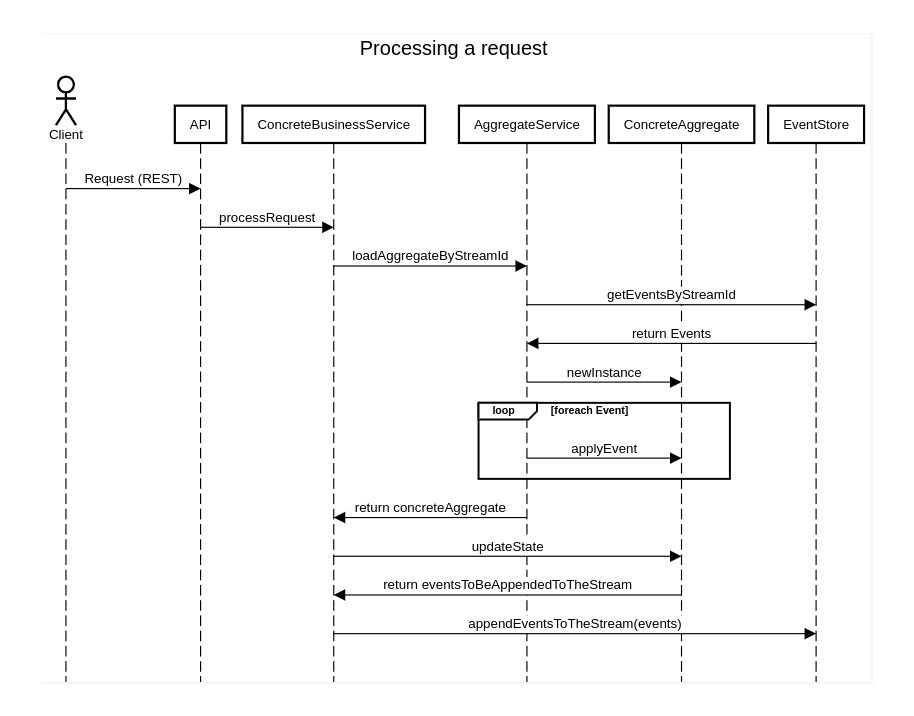 Processing a request
Client
API
ConcreteBusinessService
AggregateService
ConcreteAggregate
EventStore
Request (REST)
processRequest
loadAggregateByStreamId
getEventsByStreamId
return Events
newInstance
loop [foreach Event]
applyEvent
return concreteAggregate
updateState
return eventsToBeAppendedToTheStream
appendEventsToTheStream(events)